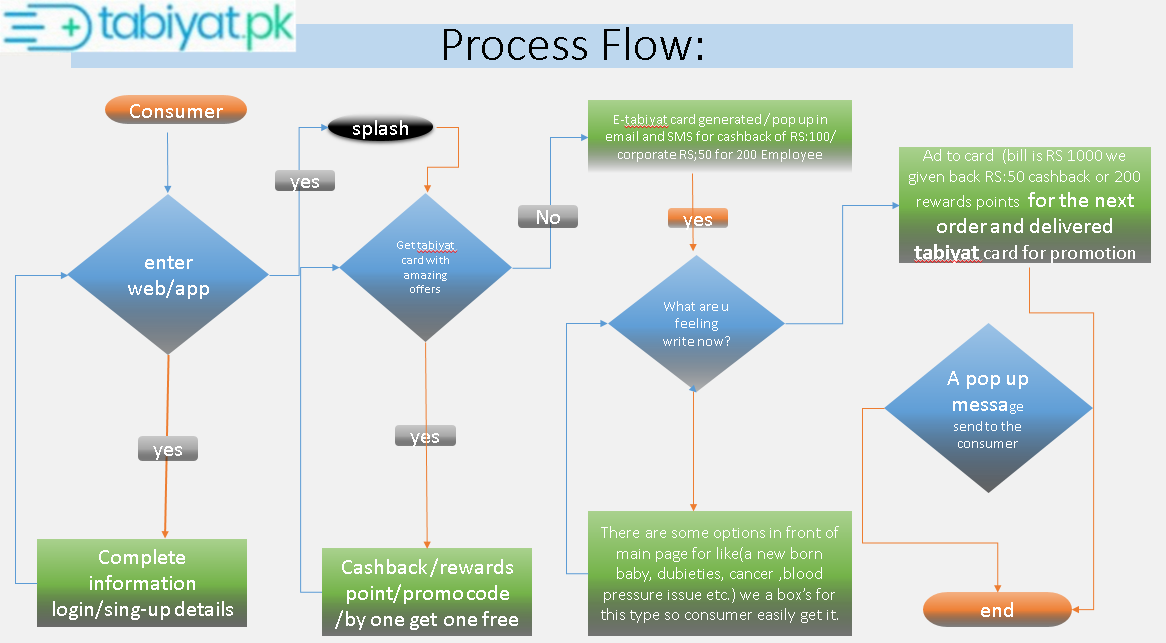 tabiyat.pk
Process Flow:
Consumer
enter
web/app
yes
Complete
information
login/sing-up details
yes
splash
Get tabiyat
card with
amazing
offers
yes
Cashback/rewards
point/promocode
/by one get one free
No
E-tabiyat card generated / pop up in
email and SMS for cashback of RS:100/
corporate RS;50 for 200 Employee
yes
What are u
feeling
write now?
There are some options in front of
main page for like(a new born
baby, dubieties, cancer ,blood
pressure issue etc.) we a box's for
this type so consumer easily get it.
Ad to card (bill is RS 1000 we
given back RS:50 cashback or 200
rewards points for the next
order and delivered
tabiyat card for promotion
A pop up
message
send to the
consumer
end